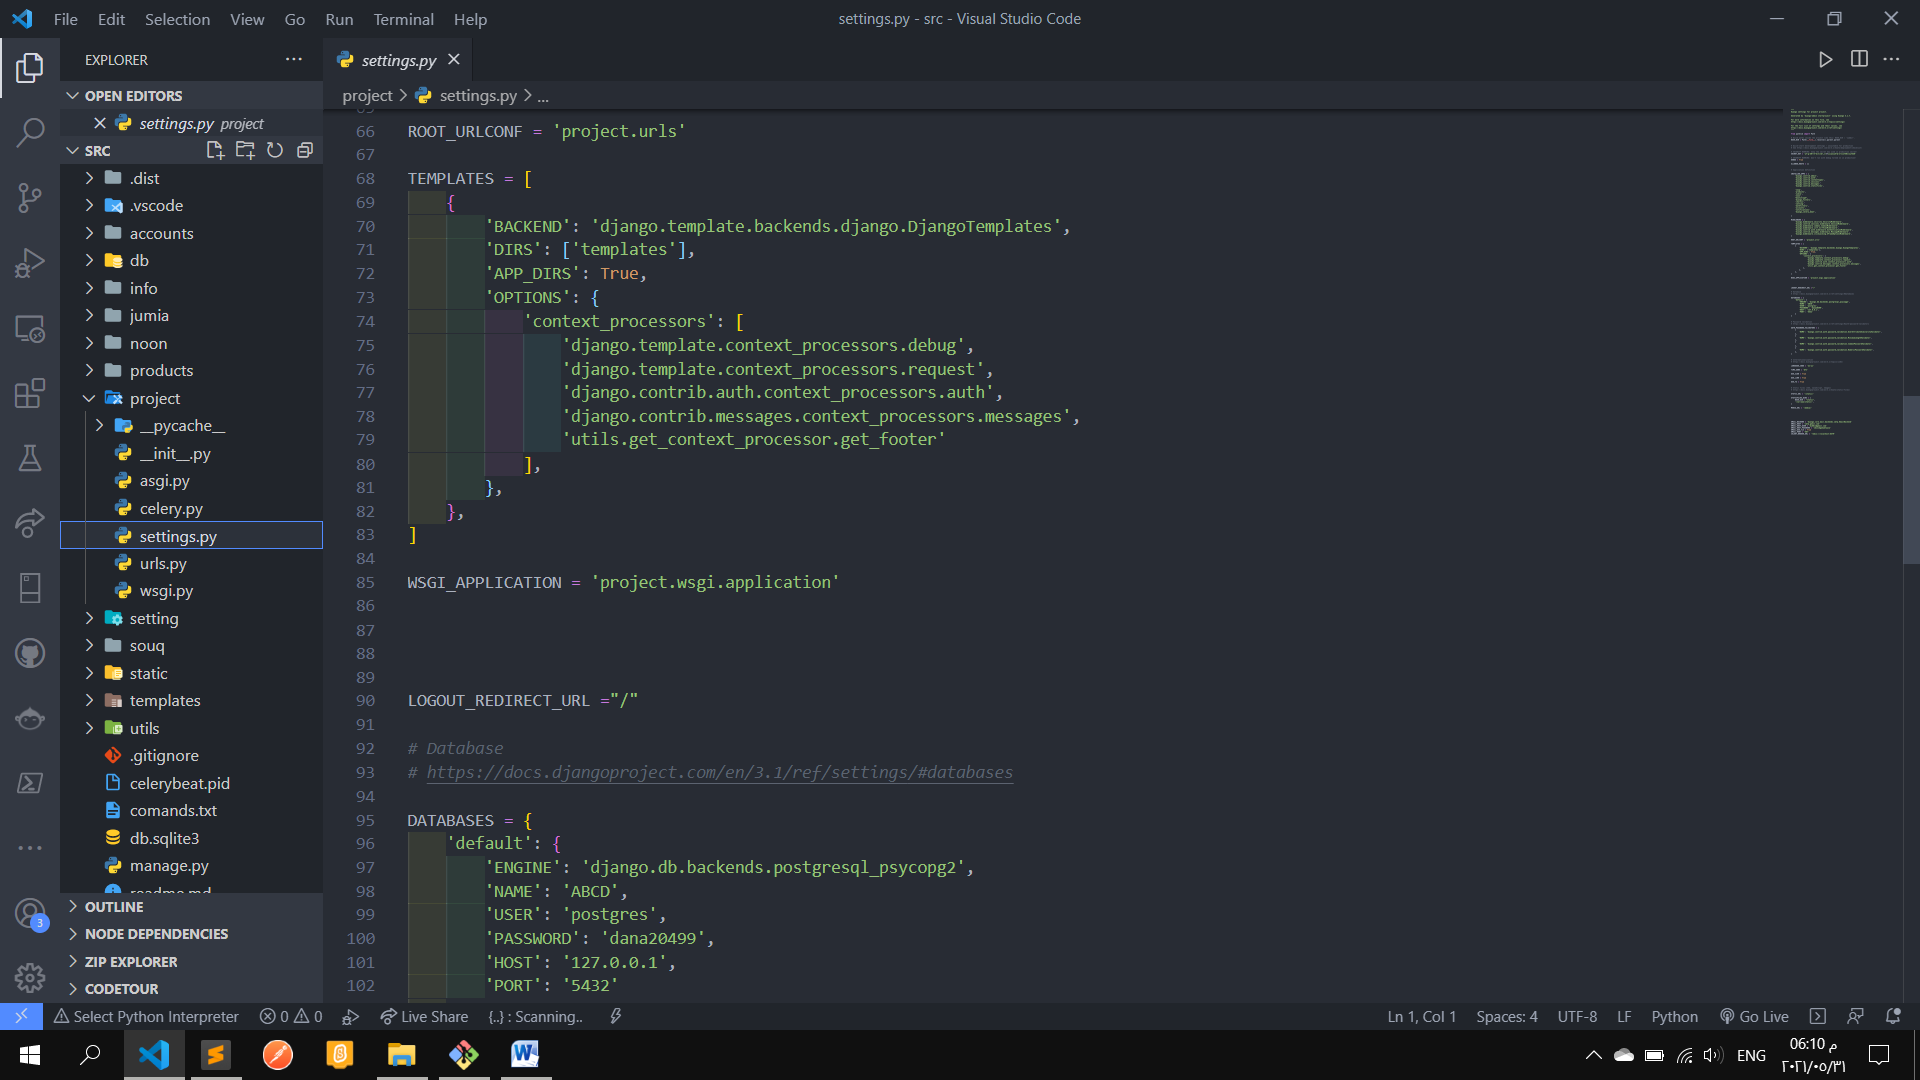 File Edit Selection View Go Run Terminal Help
settings.py - src - Visual Studio Code
EXPLORER
settings.py
OPEN EDITORS
settings.py project
project > settings.py > ...
SRC
.dist
.vscode
accounts
db
info
jumia
noon
products
project
__pycache__
__init__.py
asgi.py
celery.py
settings.py
urls.py
wsgi.py
setting
souq
static
templates
utils
.gitignore
celerybeat.pid
comands.txt
db.sqlite3
manage.py
readme.md
OUTLINE
NODE DEPENDENCIES
ZIP EXPLORER
CODETOUR
3
66 ROOT_URLCONF = 'project.urls'
67
68 TEMPLATES = [
69 {
70 'BACKEND': 'django.template.backends.django.DjangoTemplates',
71 'DIRS': ['templates'],
72 'APP_DIRS': True,
73 'OPTIONS': {
74 'context_processors': [
75 'django.template.context_processors.debug',
76 'django.template.context_processors.request',
77 'django.contrib.auth.context_processors.auth',
78 'django.contrib.messages.context_processors.messages',
79 'utils.get_context_processor.get_footer'
80 ],
81 },
82 },
83 ]
84
85 WSGI_APPLICATION = 'project.wsgi.application'
86
87
88
89
90 LOGOUT_REDIRECT_URL ="/"
91
92 # Database
93 # https://docs.djangoproject.com/en/3.1/ref/settings/#databases
94
95 DATABASES = {
96 'default': {
97 'ENGINE': 'django.db.backends.postgresql_psycopg2',
98 'NAME': 'ABCD',
99 'USER': 'postgres',
100 'PASSWORD': 'dana20499',
101 'HOST': '127.0.0.1',
102 'PORT': '5432'
Select Python Interpreter 0 0 Live Share {..} : Scanning.. Ln 1, Col 1 Spaces: 4 UTF-8 LF Python Go Live
ENG
06:10 م
٢٠٢١/٠٥/٣١